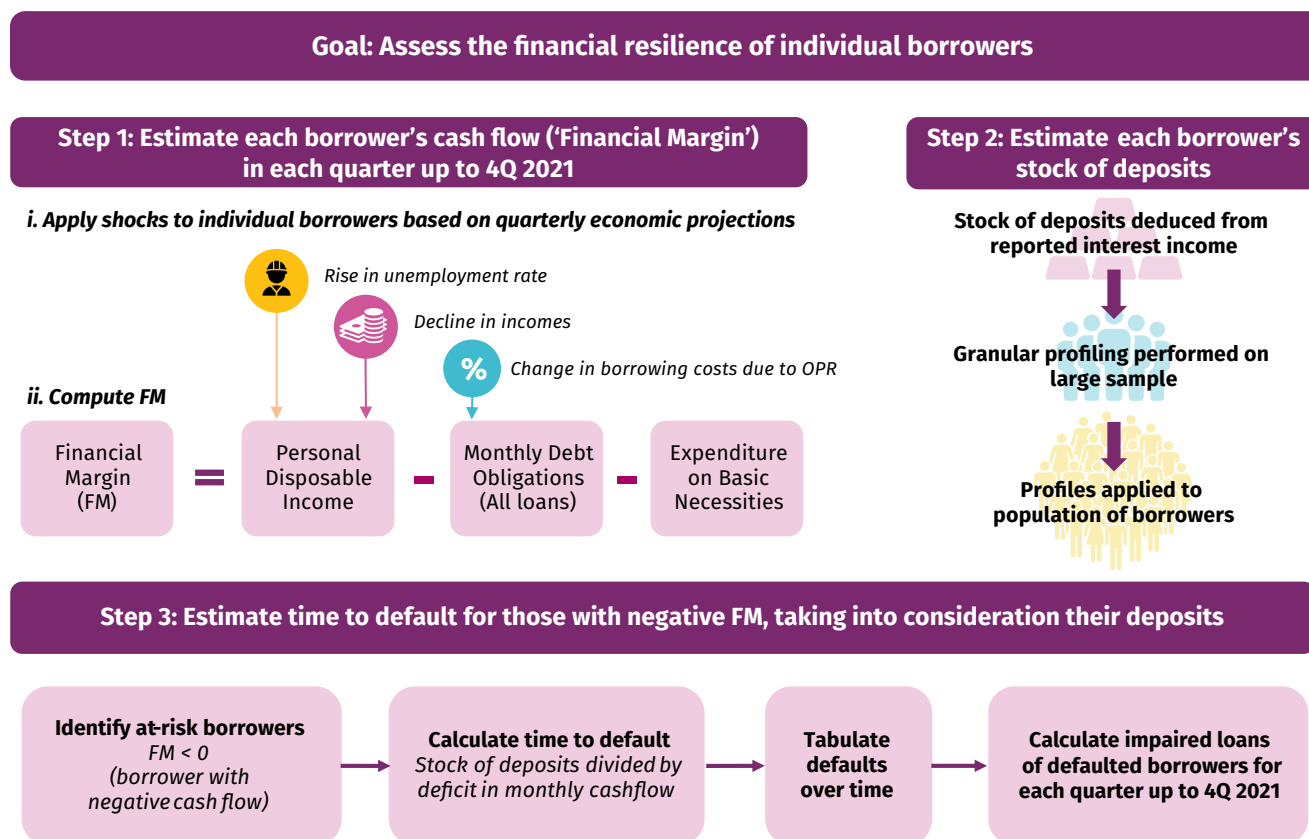 Goal: Assess the financial resilience of individual borrowers
Step 1: Estimate each borrower's cash flow ('Financial Margin')
in each quarter up to 4Q 2021
i. Apply shocks to individual borrowers based on quarterly economic projections
Rise in unemployment rate
Decline in incomes
%
Change in borrowing costs due to OPR
ii. Compute FM
Financial
Margin
(FM)
=
Personal
Disposable
Income
-
Monthly Debt
Obligations
(All loans)
-
Expenditure
on Basic
Necessities
Step 2: Estimate each borrower's
stock of deposits
Stock of deposits deduced from
reported interest income
Granular profiling performed on
large sample
Profiles applied to
population of borrowers
Step 3: Estimate time to default for those with negative FM, taking into consideration their deposits
Identify at-risk borrowers
FM < 0
(borrower with
negative cash flow)
Calculate time to default
Stock of deposits divided by
deficit in monthly cashflow
Tabulate
defaults
over time
Calculate impaired loans
of defaulted borrowers for
each quarter up to 4Q 2021